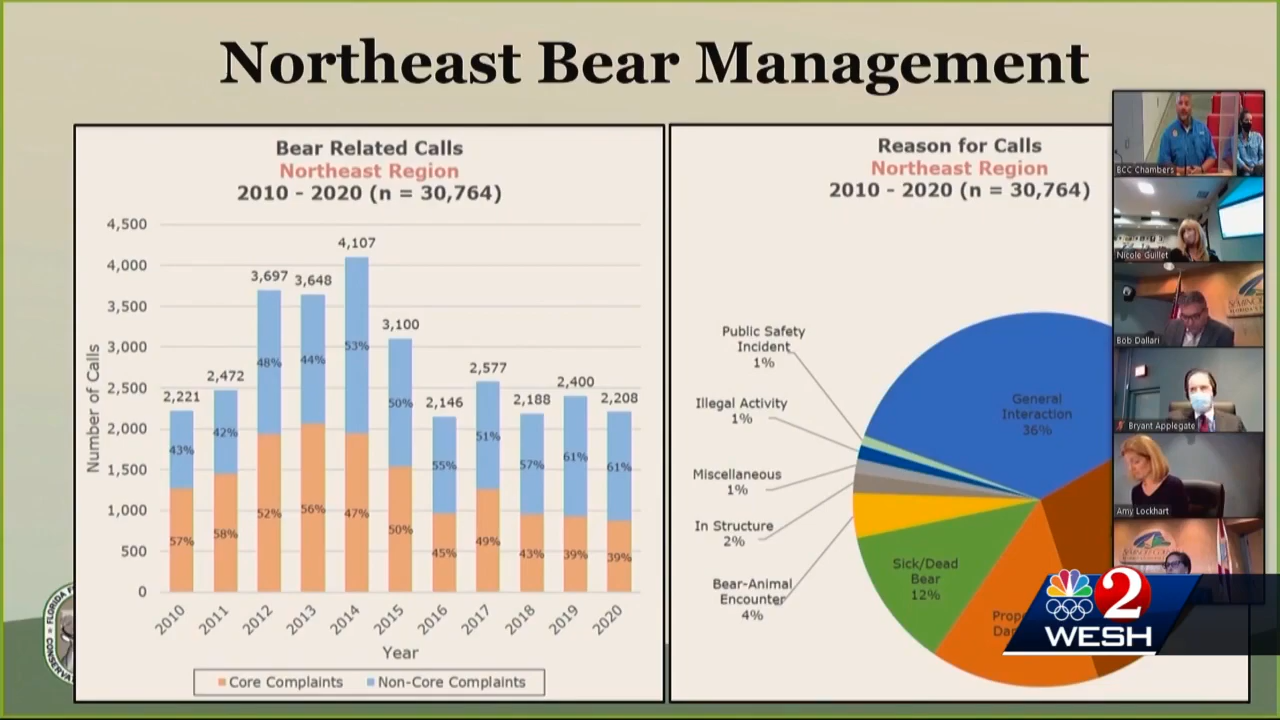 Northeast Bear Management
Bear Related Calls
Northeast Region
2010 - 2020 (n = 30,764)
4,500
4,000
3,500
3,000
2,500
2,000
1,500
1,000
500
0
Number of Calls
2,221
2,472
3,697
3,648
4,107
3,100
2,146
2,577
2,188
2,400
2,208
43%
42%
48%
44%
53%
50%
55%
51%
57%
61%
61%
57%
58%
52%
56%
47%
50%
45%
49%
43%
39%
39%
2010
2011
2012
2013
2014
2015
2016
2017
2018
2019
2020
Year
Core Complaints
Non-Core Complaints
Reason for Calls
Northeast Region
2010 - 2020 (n = 30,764)
Public Safety
Incident
1%
Illegal Activity
1%
Miscellaneous
1%
In Structure
2%
Bear-Animal
Encounter
4%
General
Interaction
36%
Sick/Dead
Bear
12%
Prop
Da
BCC Chambers
Nicole Guillet
Bob Dallari
Bryant Applegate
Amy Lockhart
2
WESH
FLORIDA F